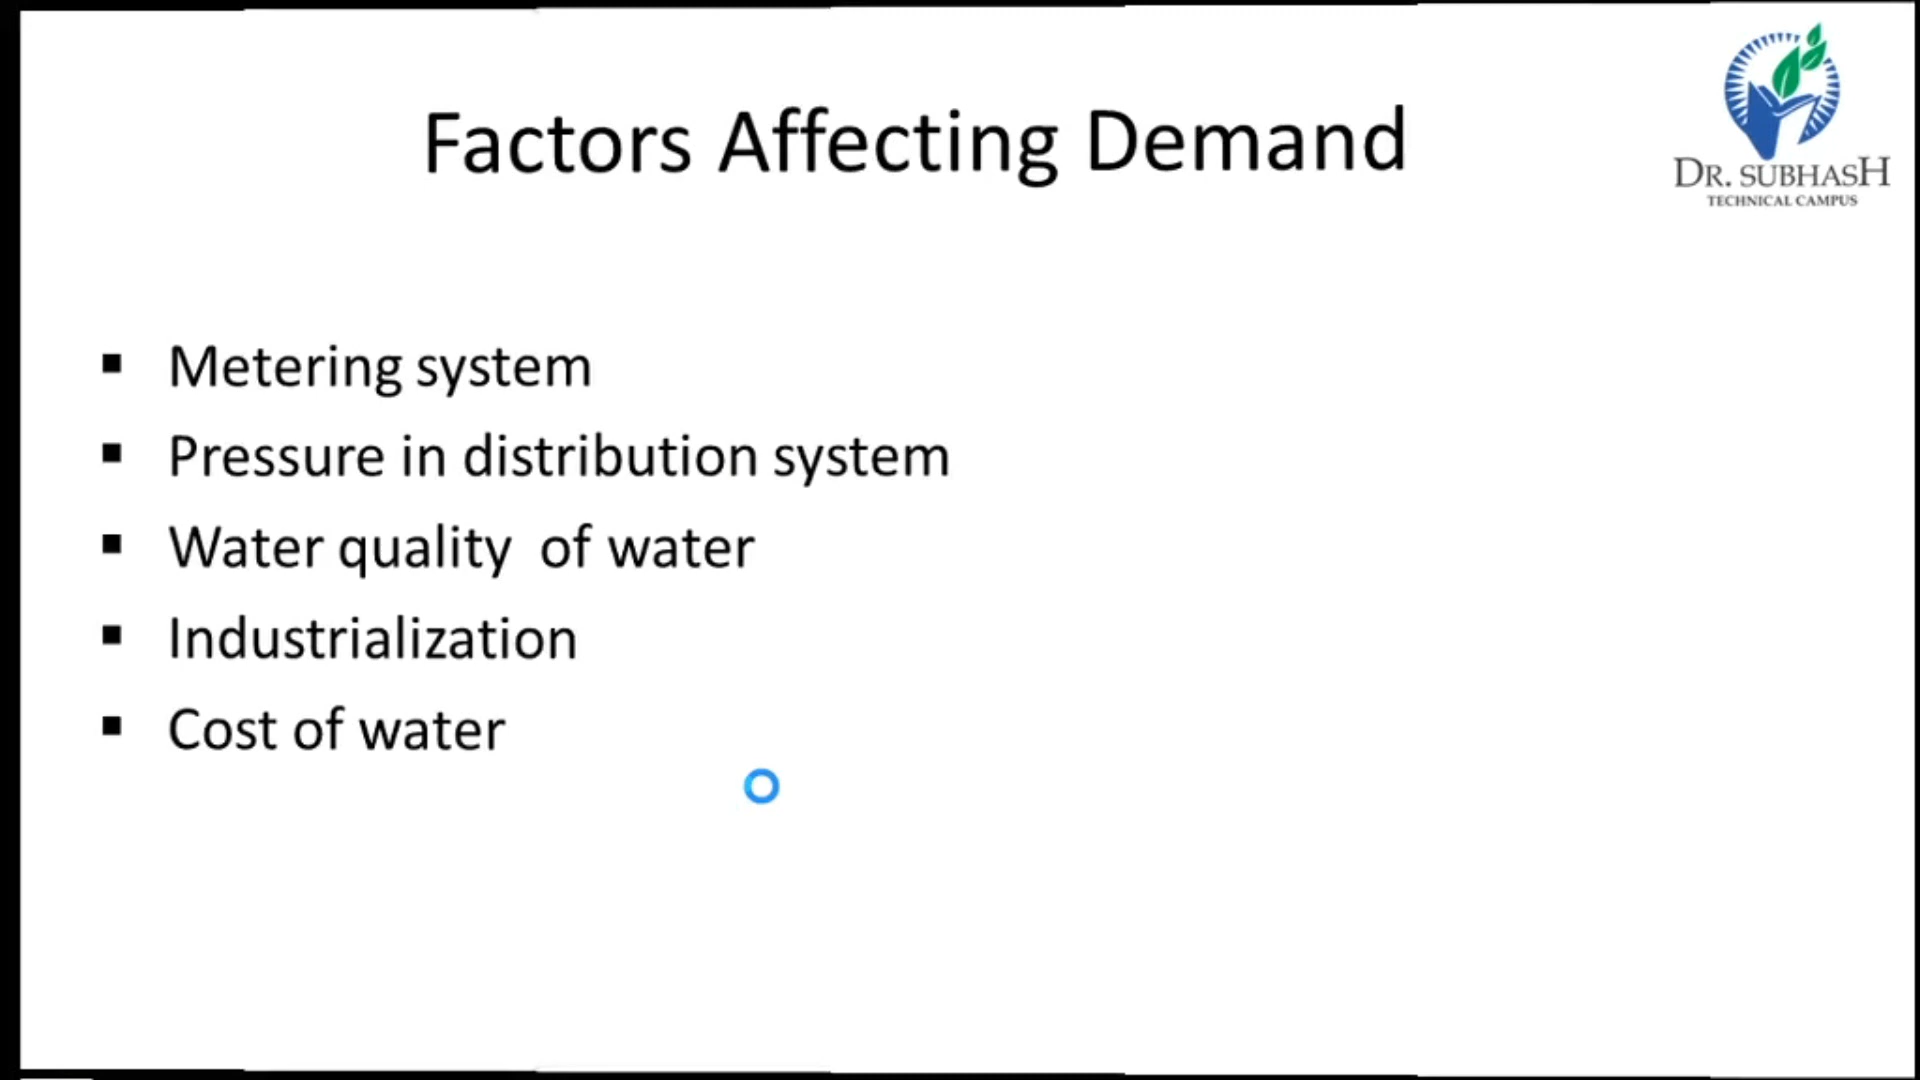 Factors Affecting Demand
DR. SUBHASH
TECHNICAL CAMPUS
▪ Metering system
▪ Pressure in distribution system
▪ Water quality of water
▪ Industrialization
▪ Cost of water